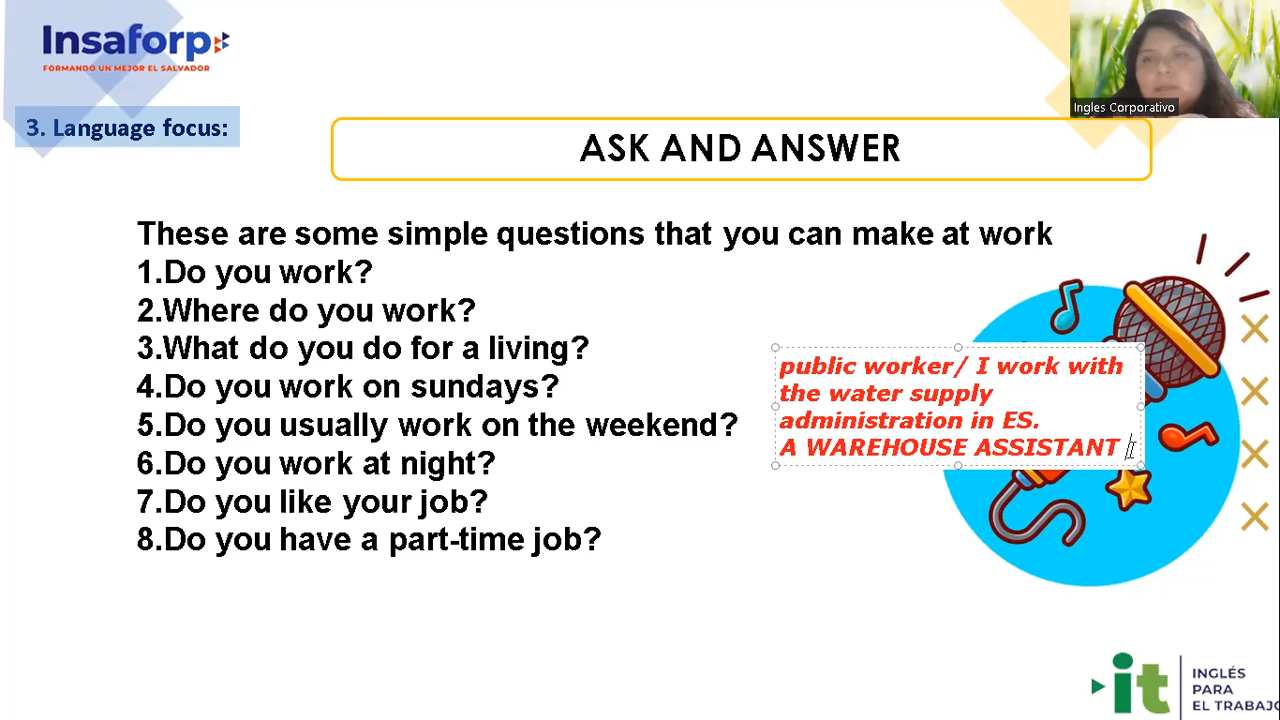 Insaforp
FORMANDO UN MEJOR EL SALVADOR
Ingles Corporativo
3. Language focus:
ASK AND ANSWER
These are some simple questions that you can make at work
1.Do you work?
2.Where do you work?
3.What do you do for a living?
4.Do you work on sundays?
5.Do you usually work on the weekend?
6.Do you work at night?
7.Do you like your job?
8.Do you have a part-time job?
public worker/ I work with
the water supply
administration in ES.
A WAREHOUSE ASSISTANT
it
INGLÉS
PARA
EL TRABAJO